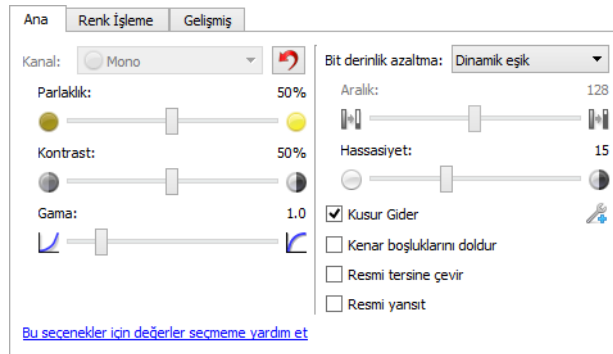 Ana Renk İşleme Gelişmiş
Kanal: Mono
Parlaklık: 50%
Kontrast: 50%
Gama: 1.0
Bu seçenekler için değerler seçmeme yardım et
Bit derinlik azaltma: Dinamik eşik
Aralık: 128
Hassasiyet: 15
Kusur Gider
Kenar boşluklarını doldur
Resmi tersine çevir
Resmi yansıt